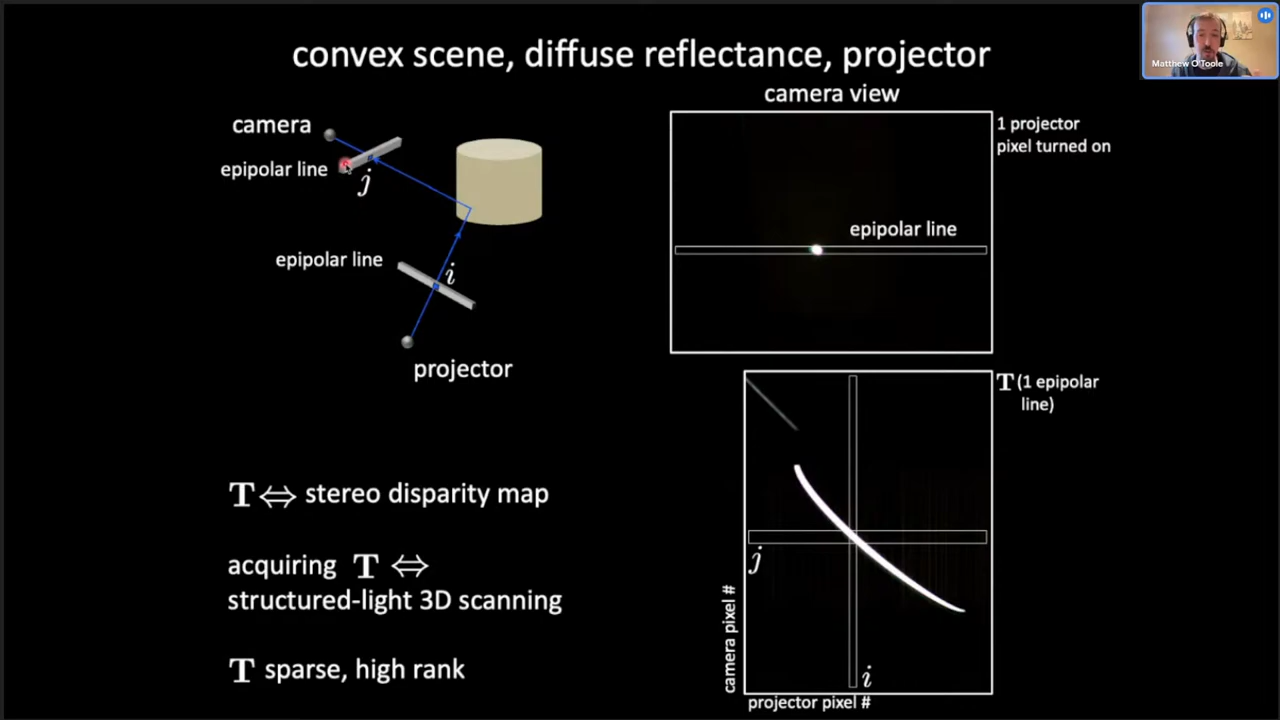 Matthew O'Toole
convex scene, diffuse reflectance, projector
camera view
camera
epipolar line
j
epipolar line
i
projector
1 projector
pixel turned on
epipolar line
T ⇔ stereo disparity map
acquiring T ⇔
structured-light 3D scanning
T sparse, high rank
T (1 epipolar
line)
j
i
camera pixel #
projector pixel #